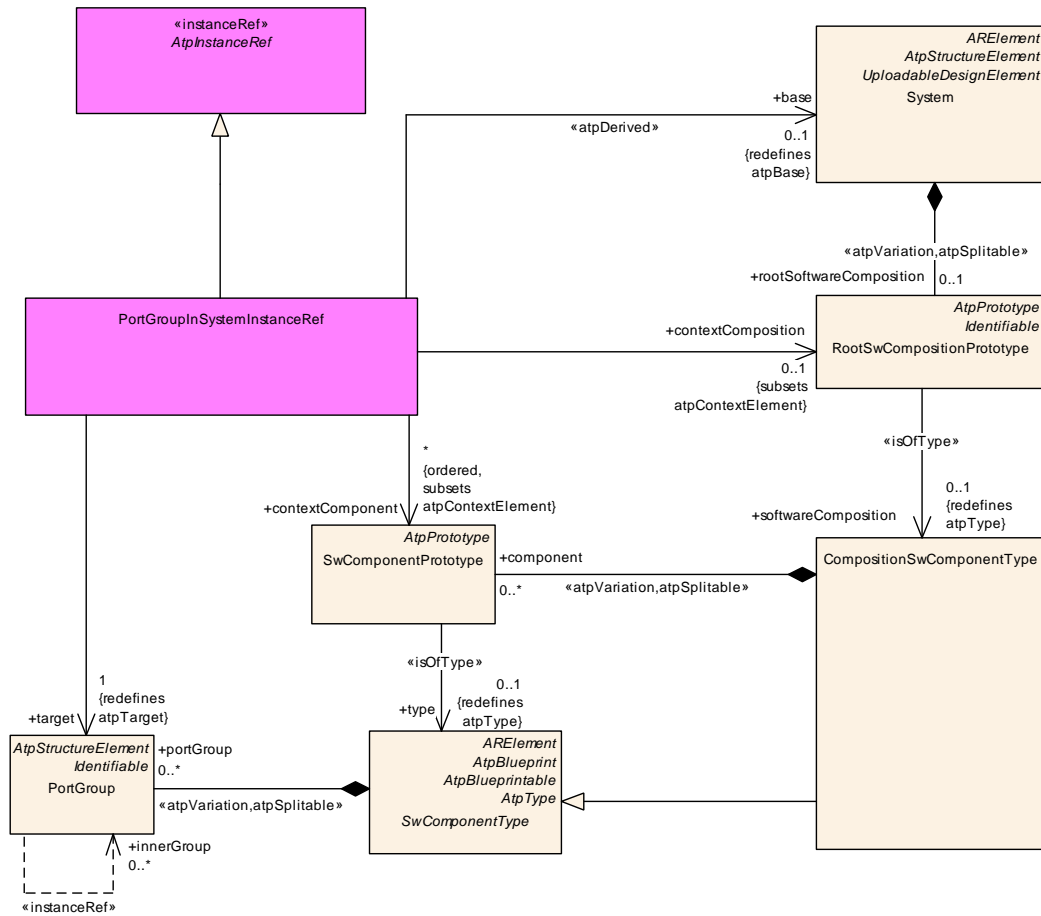 «instanceRef»
AtpInstanceRef
ARElement
AtpStructureElement
UploadableDesignElement
System
+base
«atpDerived»
0..1
{redefines
atpBase}
«atpVariation,atpSplitable»
+rootSoftwareComposition
0..1
PortGroupInSystemInstanceRef
AtpPrototype
Identifiable
RootSwCompositionPrototype
+contextComposition
0..1
{subsets
atpContextElement}
«isOfType»
*
{ordered,
subsets
atpContextElement}
+contextComponent
0..1
{redefines
atpType}
+softwareComposition
AtpPrototype
SwComponentPrototype
+component
0..*
«atpVariation,atpSplitable»
CompositionSwComponentType
«isOfType»
1
{redefines
atpTarget}
+target
0..1
{redefines
atpType}
+type
AtpStructureElement
Identifiable
PortGroup
+portGroup
0..*
«atpVariation,atpSplitable»
ARElement
AtpBlueprint
AtpBlueprintable
AtpType
SwComponentType
+innerGroup
0..*
«instanceRef»